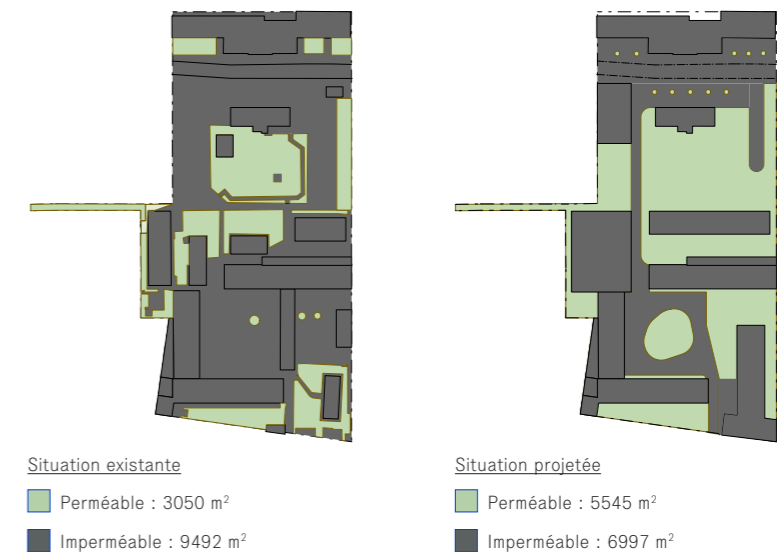 Situation existante
Perméable : 3050 m²
Imperméable : 9492 m²
Situation projetée
Perméable : 5545 m²
Imperméable : 6997 m²